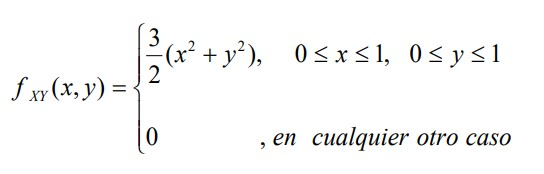 f_{XY}(x, y) = { 3/2 (x² + y²),   0 ≤ x ≤ 1,  0 ≤ y ≤ 1
0   , en cualquier otro caso